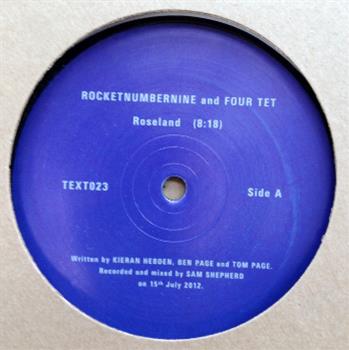 ROCKETNUMBERNINE and FOUR TET
Roseland (8:18)
TEXT023
Side A
Written by KIERAN HEBDEN, BEN PAGE and TOM PAGE.
Recorded and mixed by SAM SHEPHERD
on 15th July 2012.